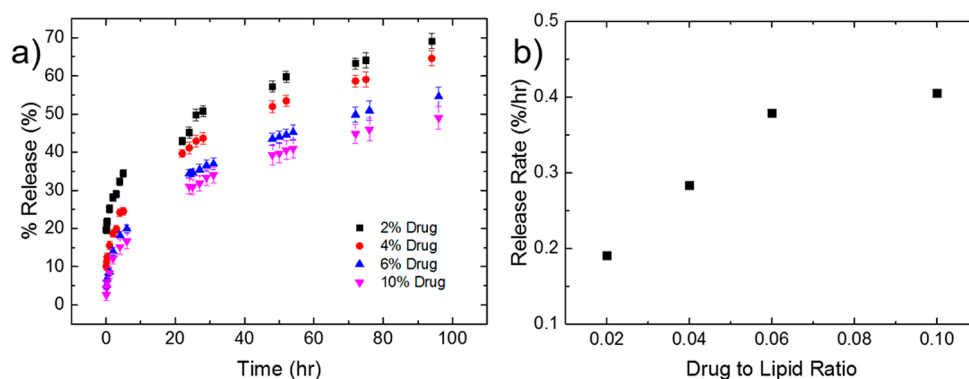 a)
% Release (%)
70
60
50
40
30
20
10
0
2% Drug
4% Drug
6% Drug
10% Drug
0 20 40 60 80 100
Time (hr)
b)
Release Rate (%/hr)
0.5
0.4
0.3
0.2
0.1
0.02 0.04 0.06 0.08 0.10
Drug to Lipid Ratio